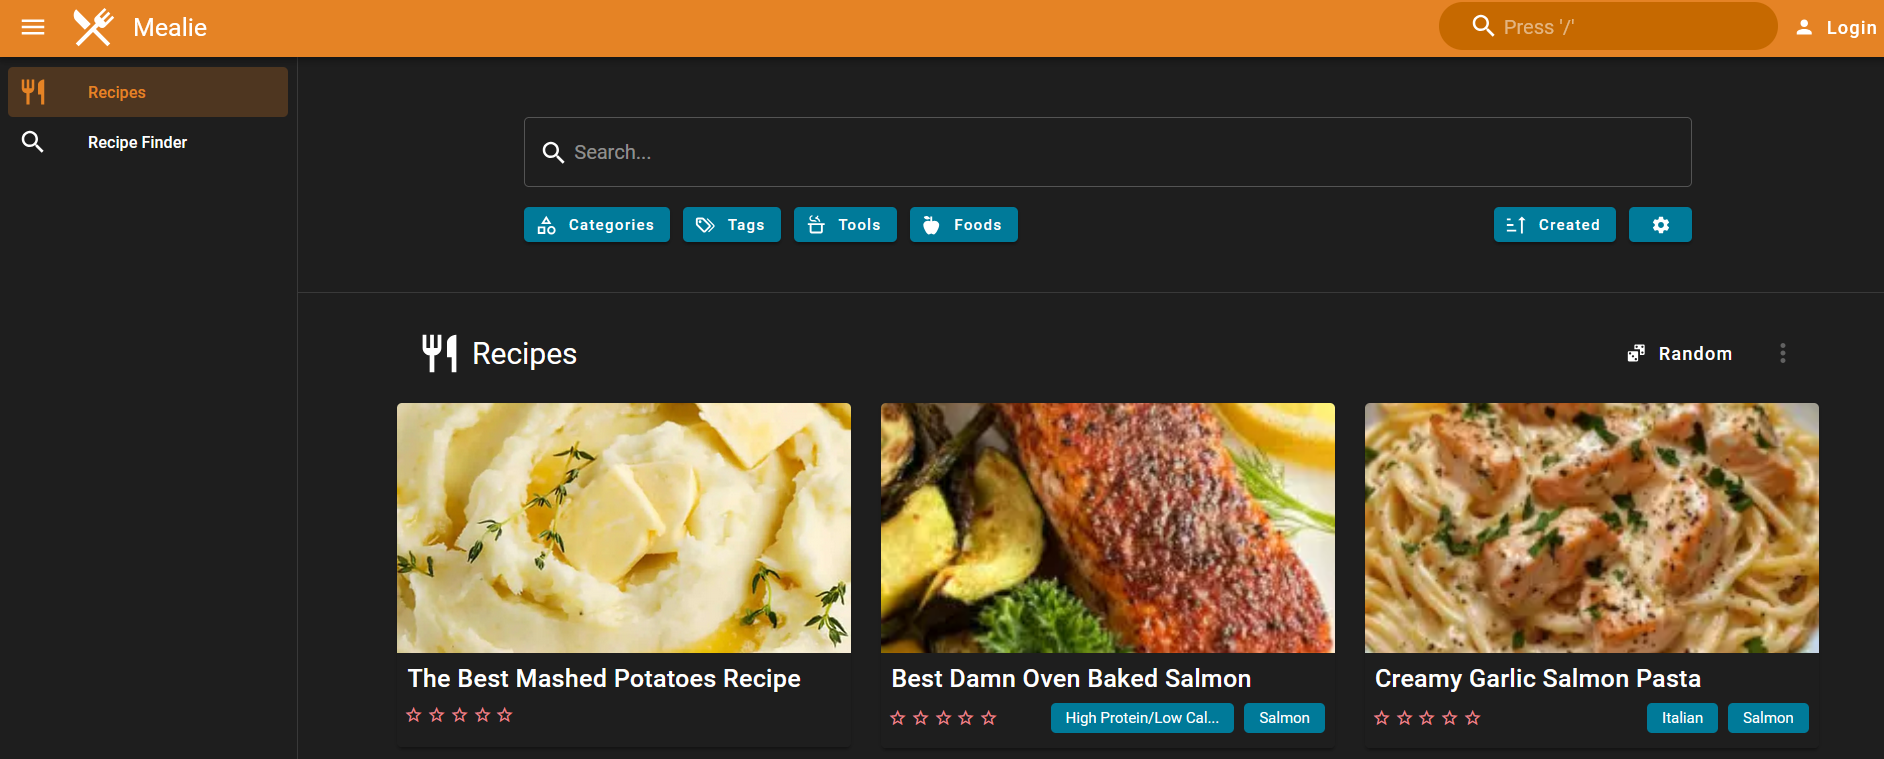 Mealie
Press '/'
Login
Recipes
Recipe Finder
Search...
Categories
Tags
Tools
Foods
Created
Recipes
Random
The Best Mashed Potatoes Recipe
Best Damn Oven Baked Salmon
High Protein/Low Cal...
Salmon
Creamy Garlic Salmon Pasta
Italian
Salmon